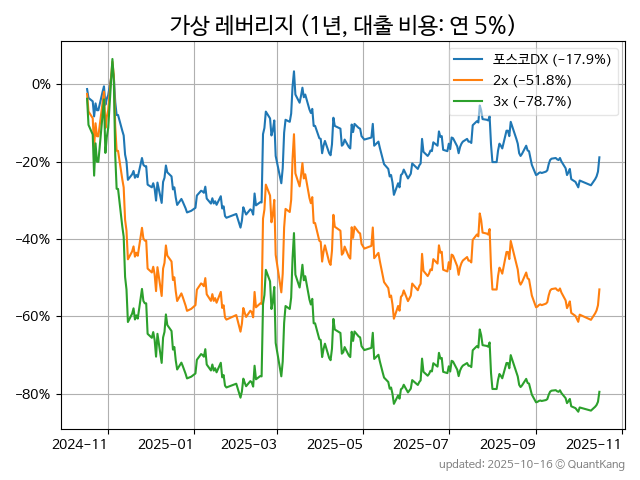 가상 레버리지 (1년, 대출 비용: 연 5%)
포스코DX (−17.9%)
2x (−51.8%)
3x (−78.7%)
0%
−20%
−40%
−60%
−80%
2024-11
2025-01
2025-03
2025-05
2025-07
2025-09
2025-11
updated: 2025-10-16 © QuantKang